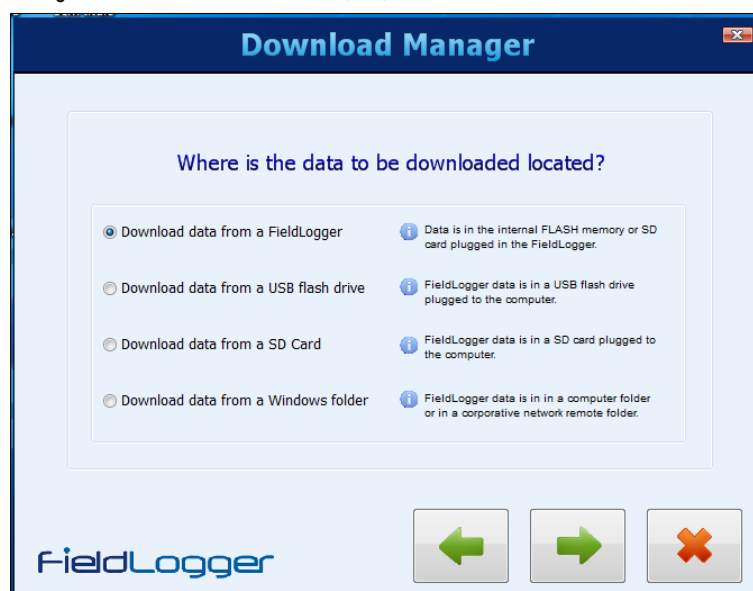 Download Manager
Where is the data to be downloaded located?
Download data from a FieldLogger
Data is in the internal FLASH memory or SD
card plugged in the FieldLogger.
Download data from a USB flash drive
FieldLogger data is in a USB flash drive
plugged to the computer.
Download data from a SD Card
FieldLogger data is in a SD card plugged to
the computer.
Download data from a Windows folder
FieldLogger data is in in a computer folder
or in a corporative network remote folder.
FieldLogger